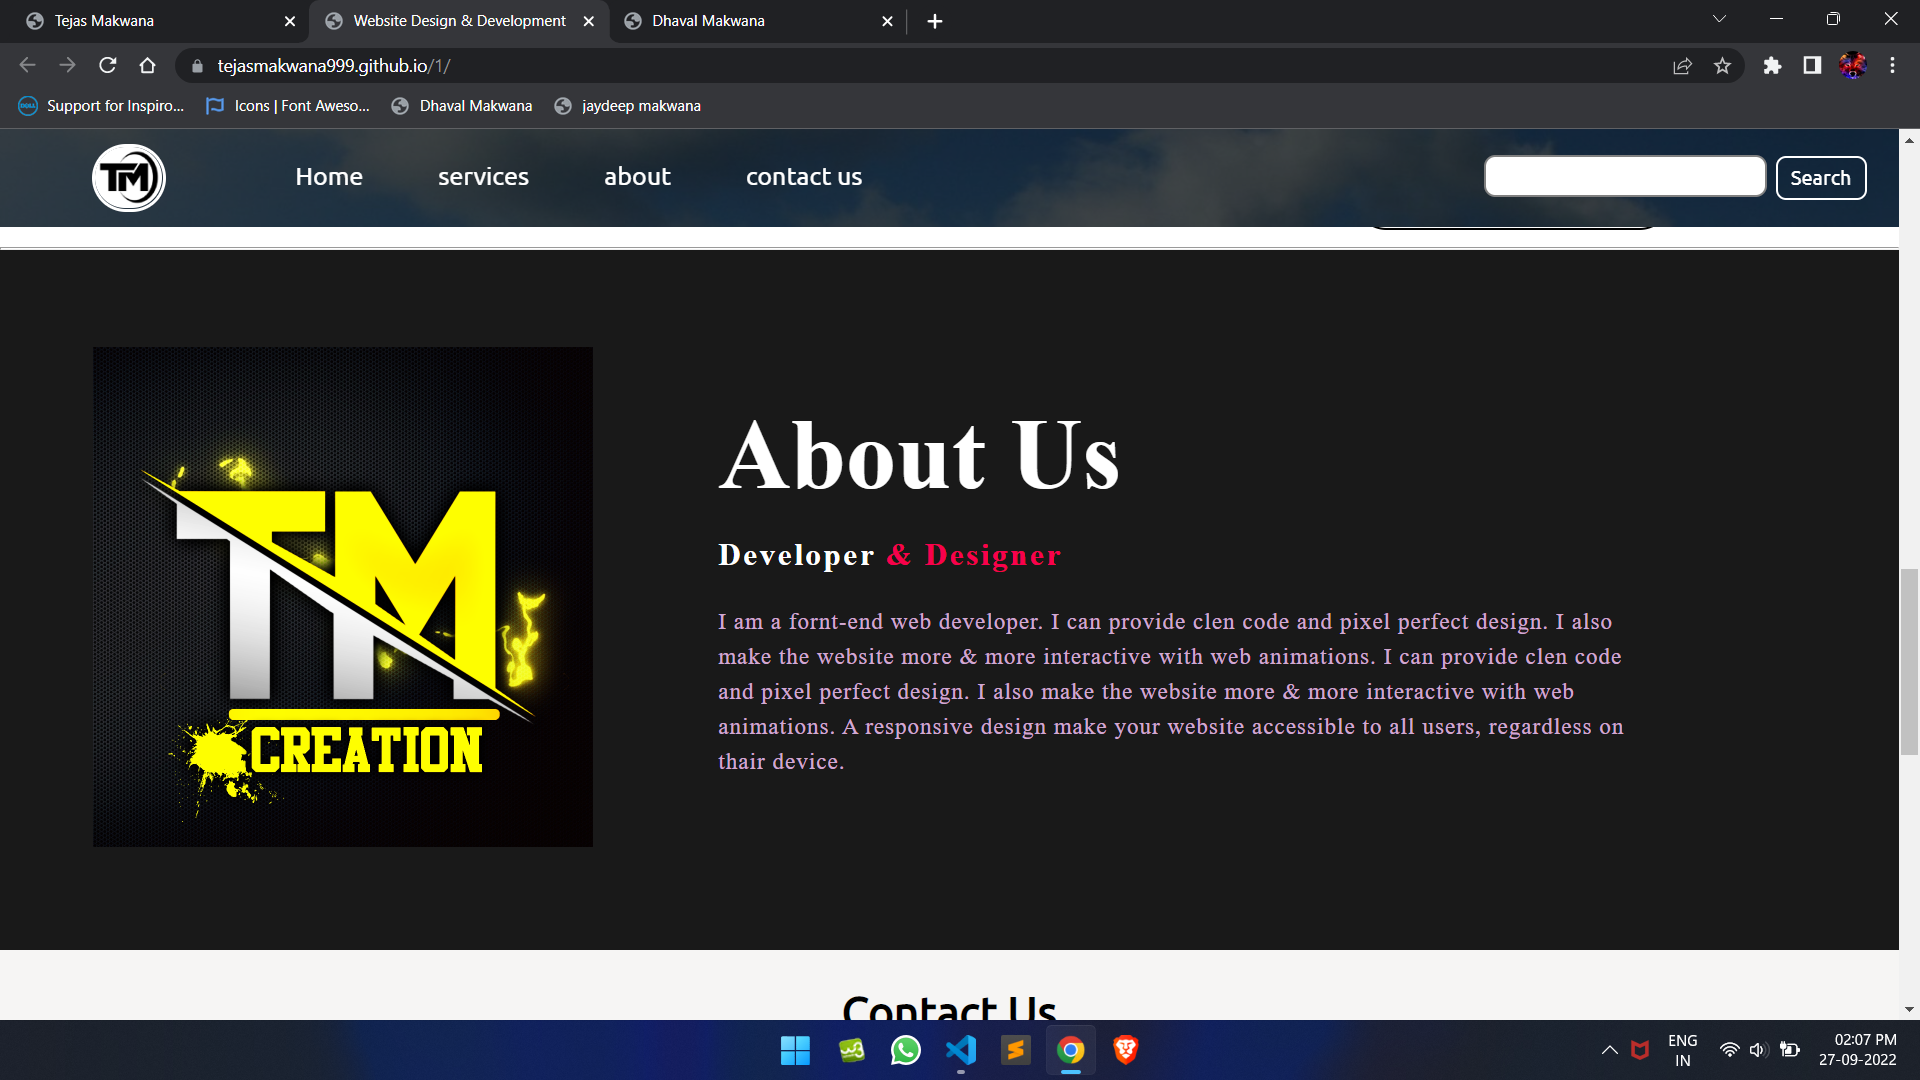 Tejas Makwana
Website Design & Development
Dhaval Makwana
tejasmakwana999.github.io/1/
Support for Inspiro...
Icons | Font Aweso...
Dhaval Makwana
jaydeep makwana
TM
Home
services
about
contact us
Search
TM
CREATION
About Us
Developer & Designer
I am a fornt-end web developer. I can provide clen code and pixel perfect design. I also
make the website more & more interactive with web animations. I can provide clen code
and pixel perfect design. I also make the website more & more interactive with web
animations. A responsive design make your website accessible to all users, regardless on
thair device.
Contact Us
ENG
IN
02:07 PM
27-09-2022